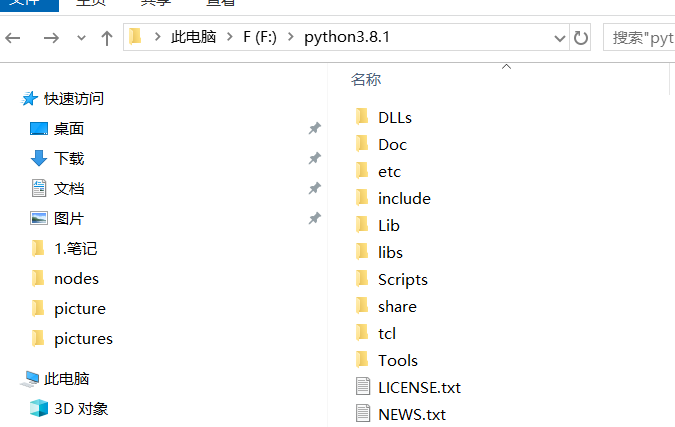 文件 主页 共享 查看
此电脑 F (F:) python3.8.1
搜索"pyt
快速访问
桌面
下载
文档
图片
1.笔记
nodes
picture
pictures
此电脑
3D 对象
名称
DLLs
Doc
etc
include
Lib
libs
Scripts
share
tcl
Tools
LICENSE.txt
NEWS.txt